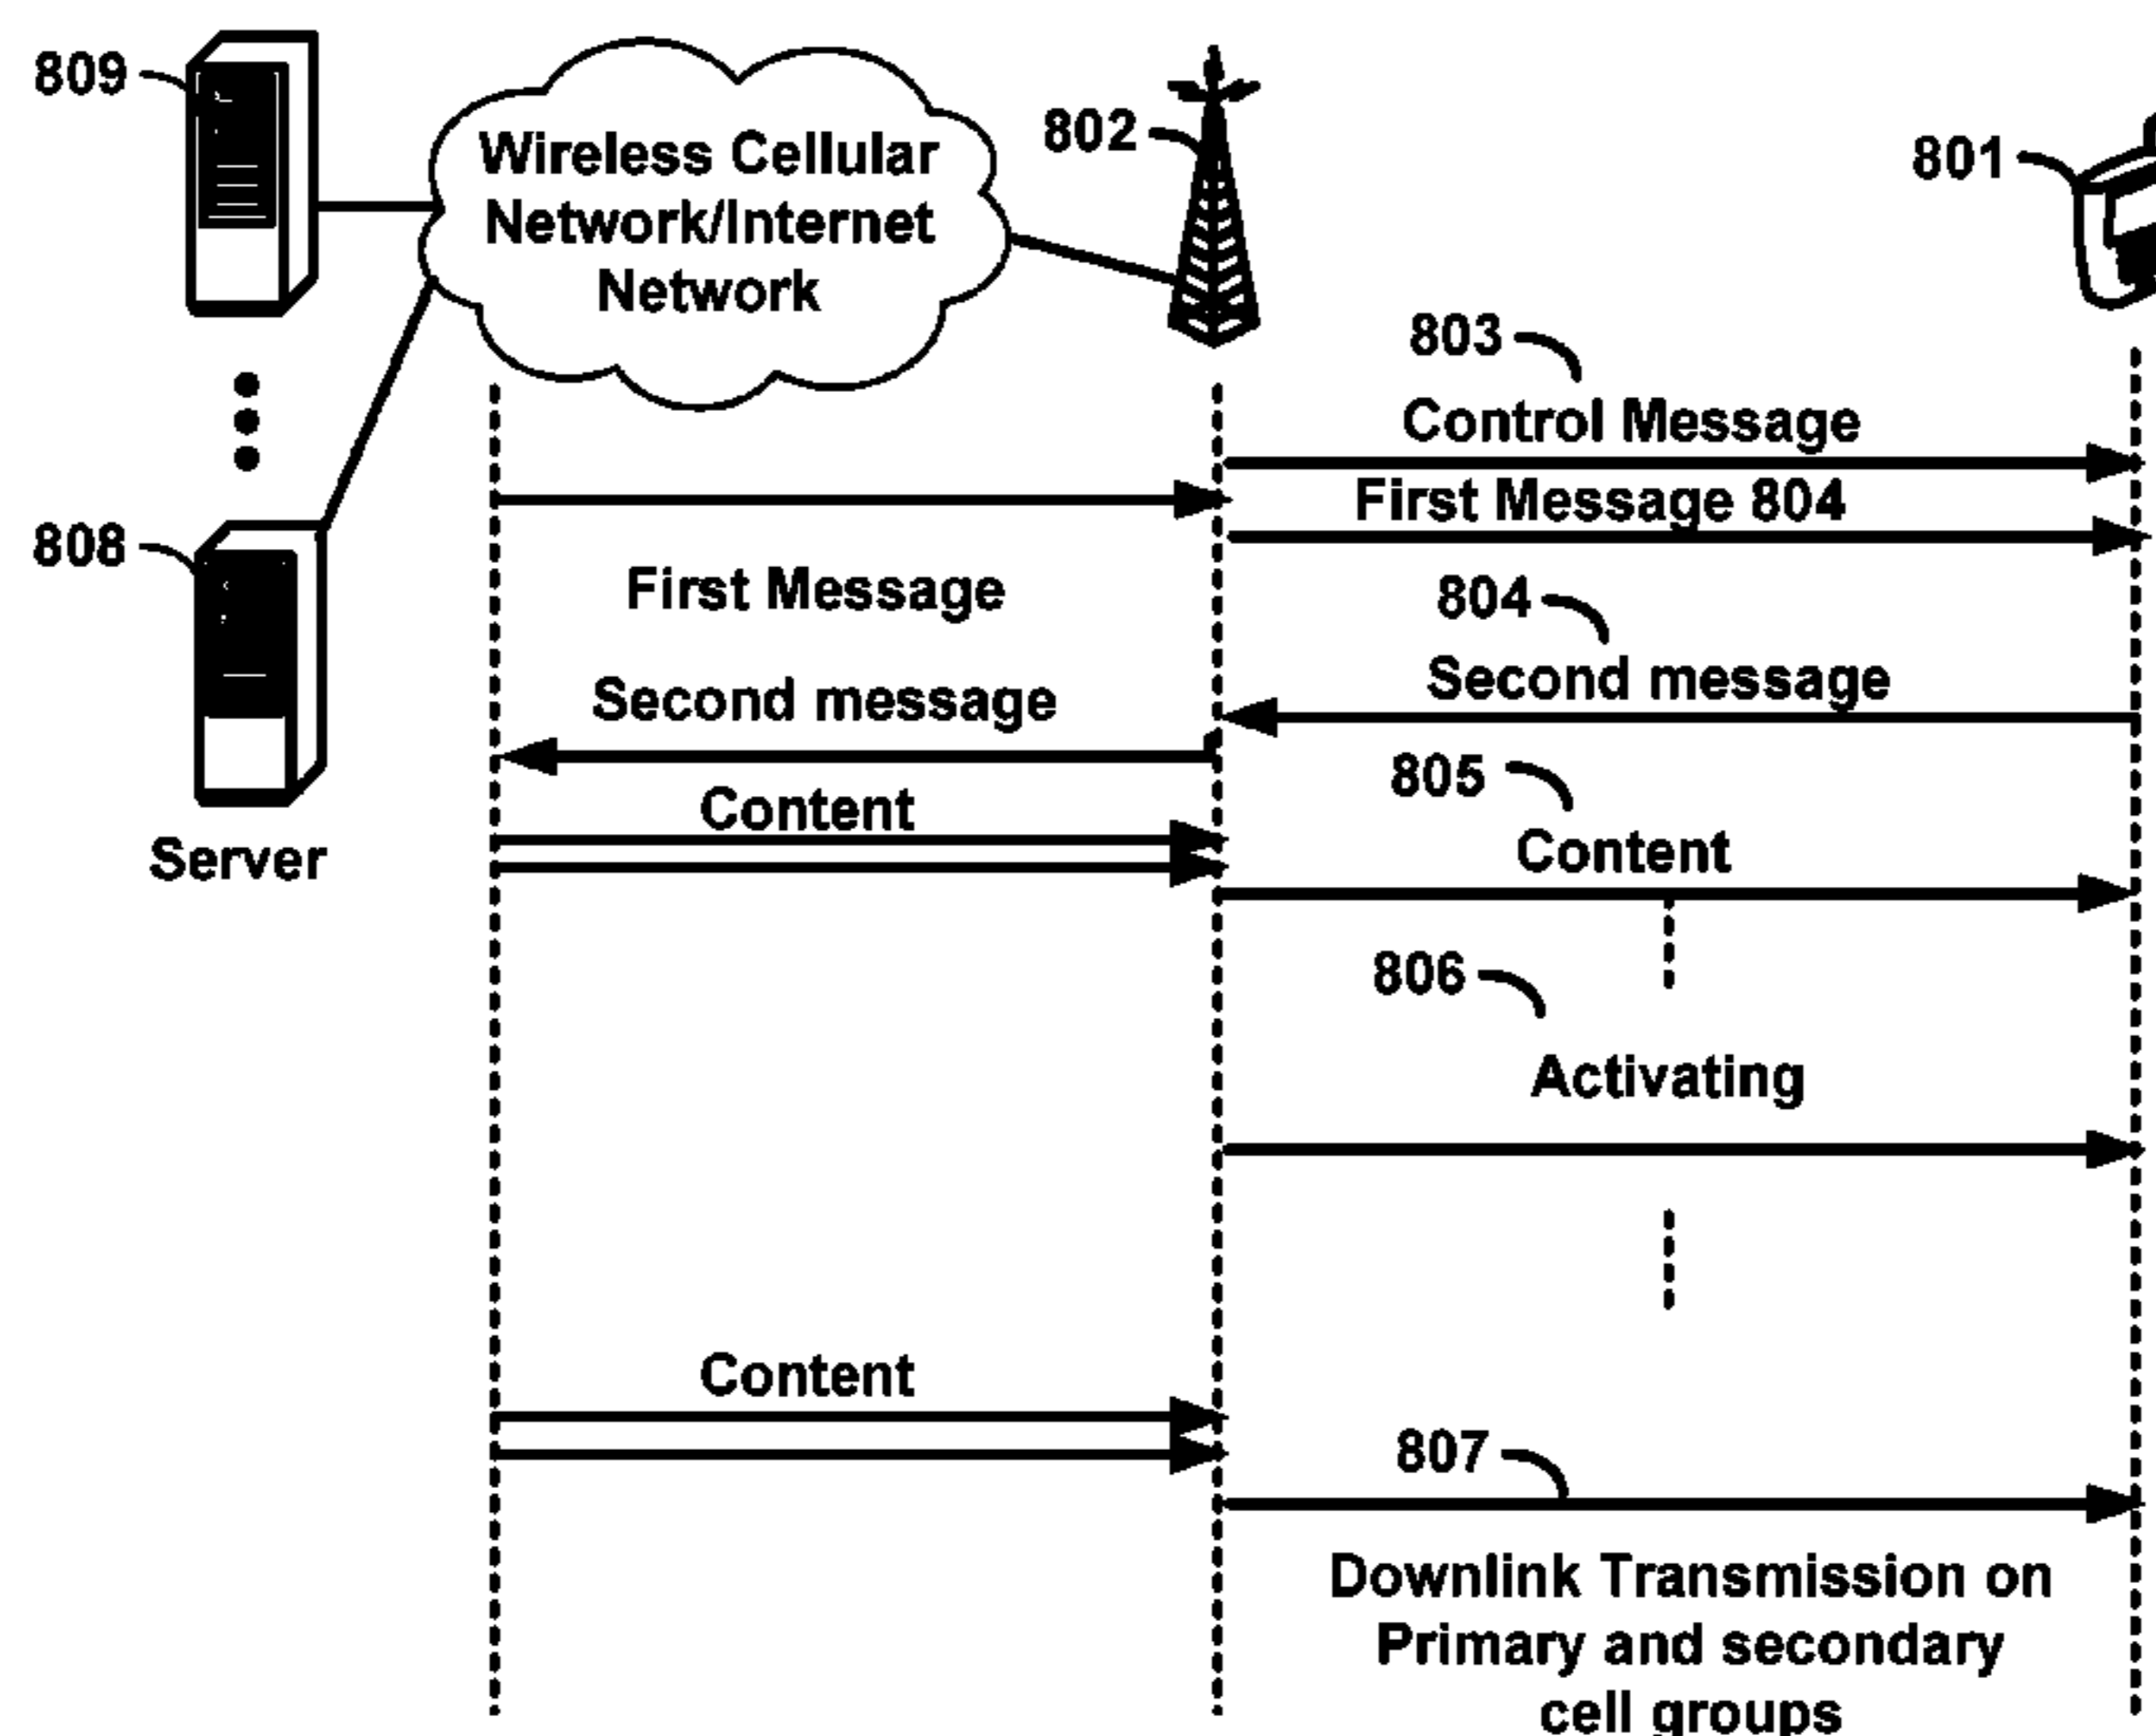 809
Wireless Cellular
Network/Internet
Network
802
801
803
Control Message
First Message 804
808
First Message
804
Second message
Second message
805
Content
Content
Server
806
Activating
Content
807
Downlink Transmission on
Primary and secondary
cell groups